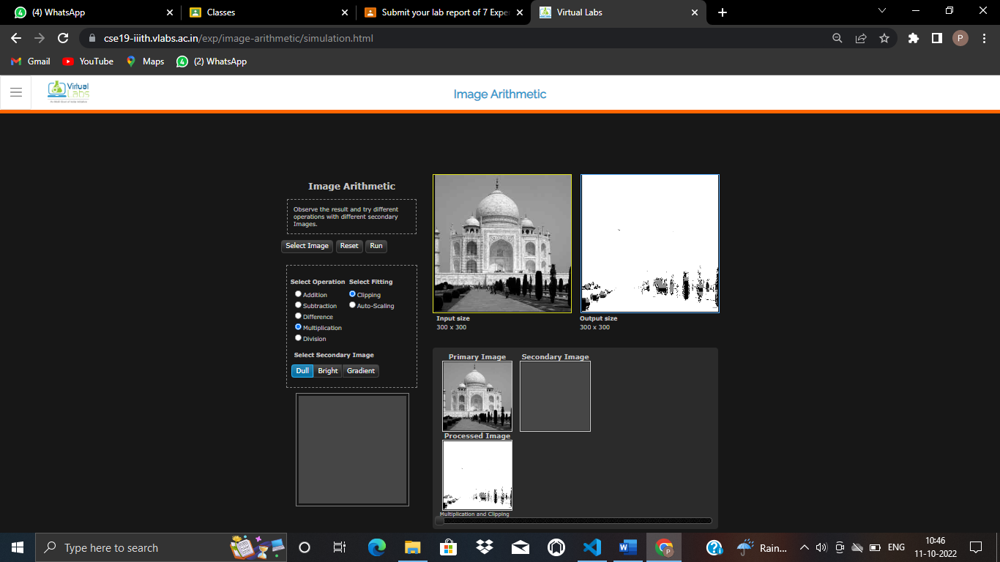 (4) WhatsApp
Classes
Submit your lab report of 7 Expe
Virtual Labs
cse19-iiith.vlabs.ac.in/exp/image-arithmetic/simulation.html
P
Gmail
YouTube
Maps
(2) WhatsApp
Virtual
Labs
Image Arithmetic
Image Arithmetic
Observe the result and try different
operations with different secondary
Images.
Select Image
Reset
Run
Select Operation
Select Fitting
Addition
Clipping
Subtraction
Auto-Scaling
Difference
Multiplication
Division
Select Secondary Image
Dull
Bright
Gradient
Input size
300 x 300
Output size
300 x 300
Primary Image
Secondary Image
Processed Image
Multiplication and Clipping
Type here to search
Rain...
ENG
10:46
11-10-2022